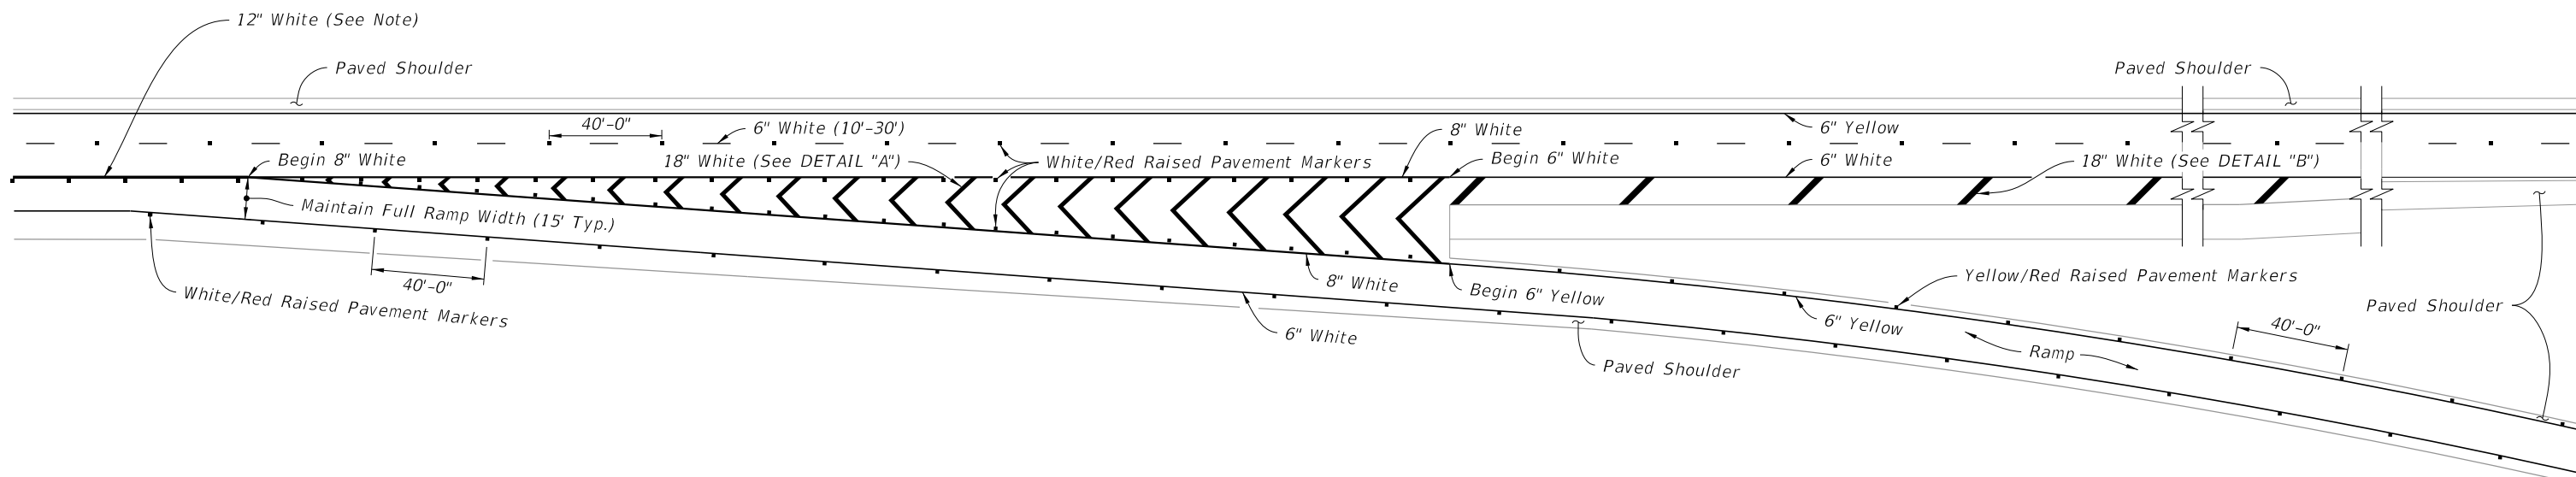 12" White (See Note)
Paved Shoulder
Paved Shoulder
40'-0"
6" White (10'-30')
8" White
6" Yellow
Begin 8" White
18" White (See DETAIL "A")
White/Red Raised Pavement Markers
Begin 6" White
6" White
18" White (See DETAIL "B")
Maintain Full Ramp Width (15' Typ.)
40'-0"
White/Red Raised Pavement Markers
8" White
Begin 6" Yellow
Yellow/Red Raised Pavement Markers
Paved Shoulder
6" White
6" Yellow
40'-0"
Ramp
Paved Shoulder